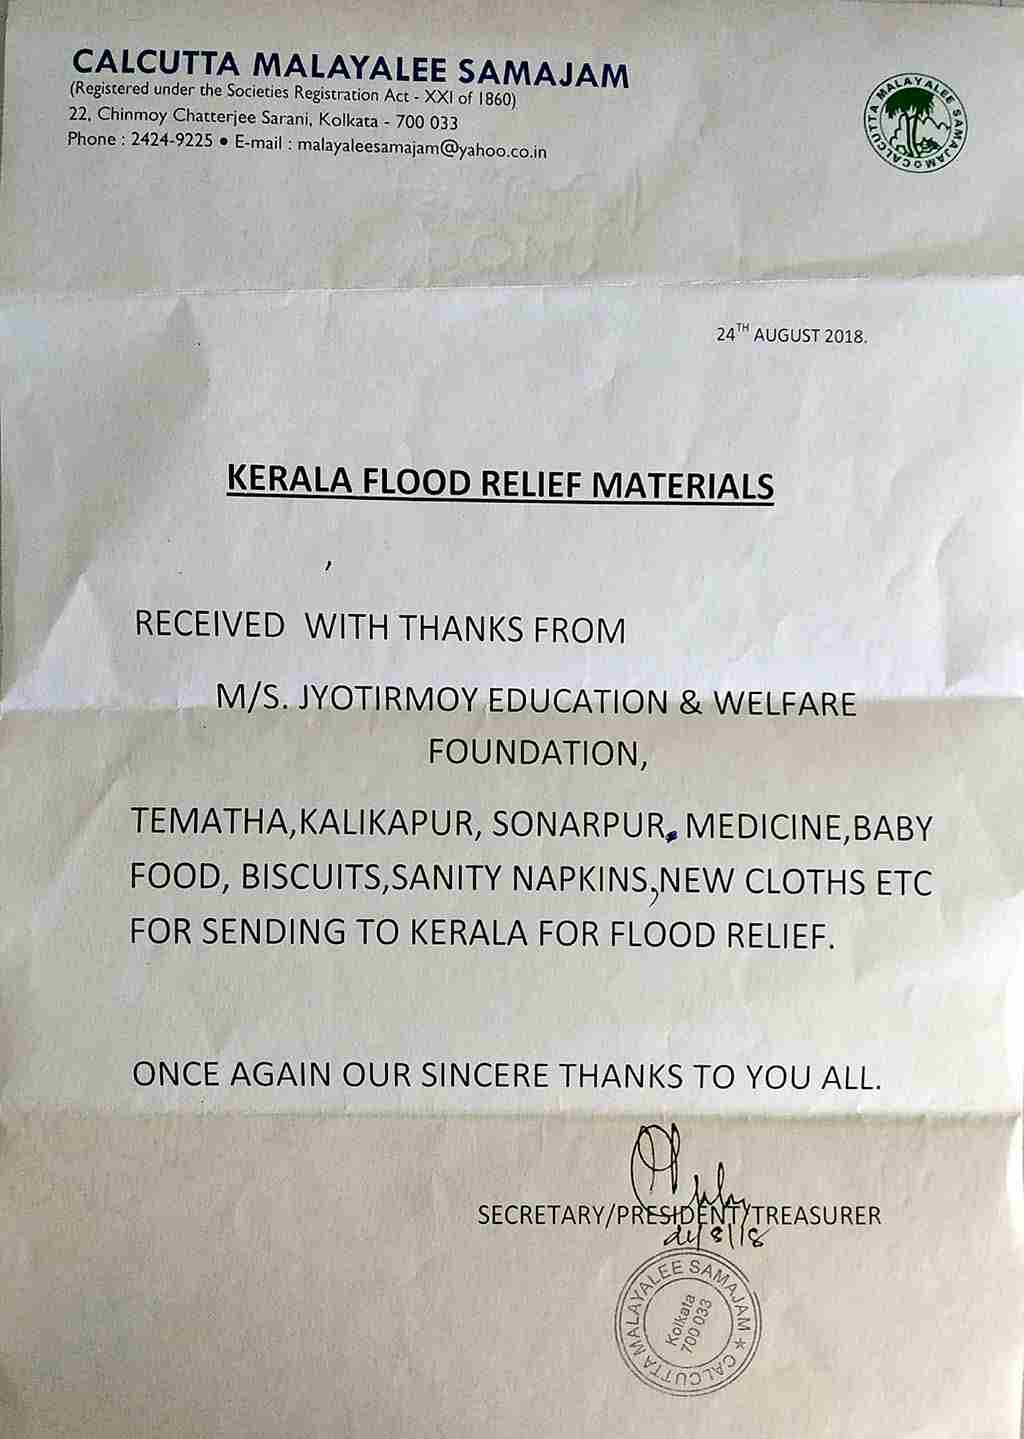 CALCUTTA MALAYALEE SAMAJAM
(Registered under the Societies Registration Act - XXI of 1860)
22, Chinmoy Chatterjee Sarani, Kolkata - 700 033
Phone : 2424-9225 • E-mail : malayaleesamajam@yahoo.co.in
CALCUTTA MALAYALEE SAMAJAM
24TH AUGUST 2018.
KERALA FLOOD RELIEF MATERIALS
RECEIVED WITH THANKS FROM
M/S. JYOTIRMOY EDUCATION & WELFARE
FOUNDATION,
TEMATHA,KALIKAPUR, SONARPUR, MEDICINE,BABY
FOOD, BISCUITS,SANITY NAPKINS,NEW CLOTHS ETC
FOR SENDING TO KERALA FOR FLOOD RELIEF.
ONCE AGAIN OUR SINCERE THANKS TO YOU ALL.
SECRETARY/PRESIDENT/TREASURER
24/8/18
CALCUTTA MALAYALEE SAMAJAM
Kolkata
700 033